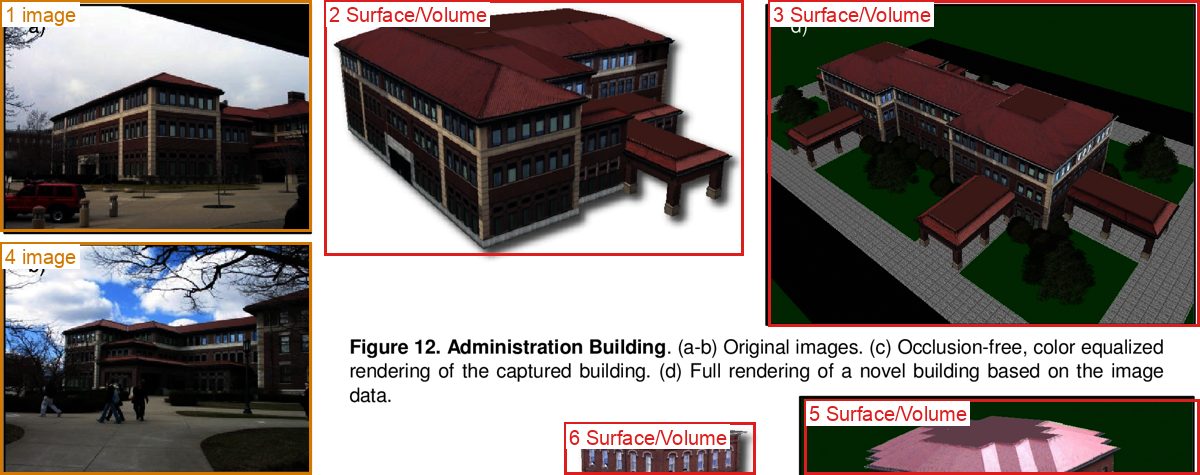 1 image
a)
2 Surface/Volume
3 Surface/Volume
d)
4 image
b)
Figure 12. Administration Building. (a-b) Original images. (c) Occlusion-free, color equalized
rendering of the captured building. (d) Full rendering of a novel building based on the image
data.
5 Surface/Volume
6 Surface/Volume